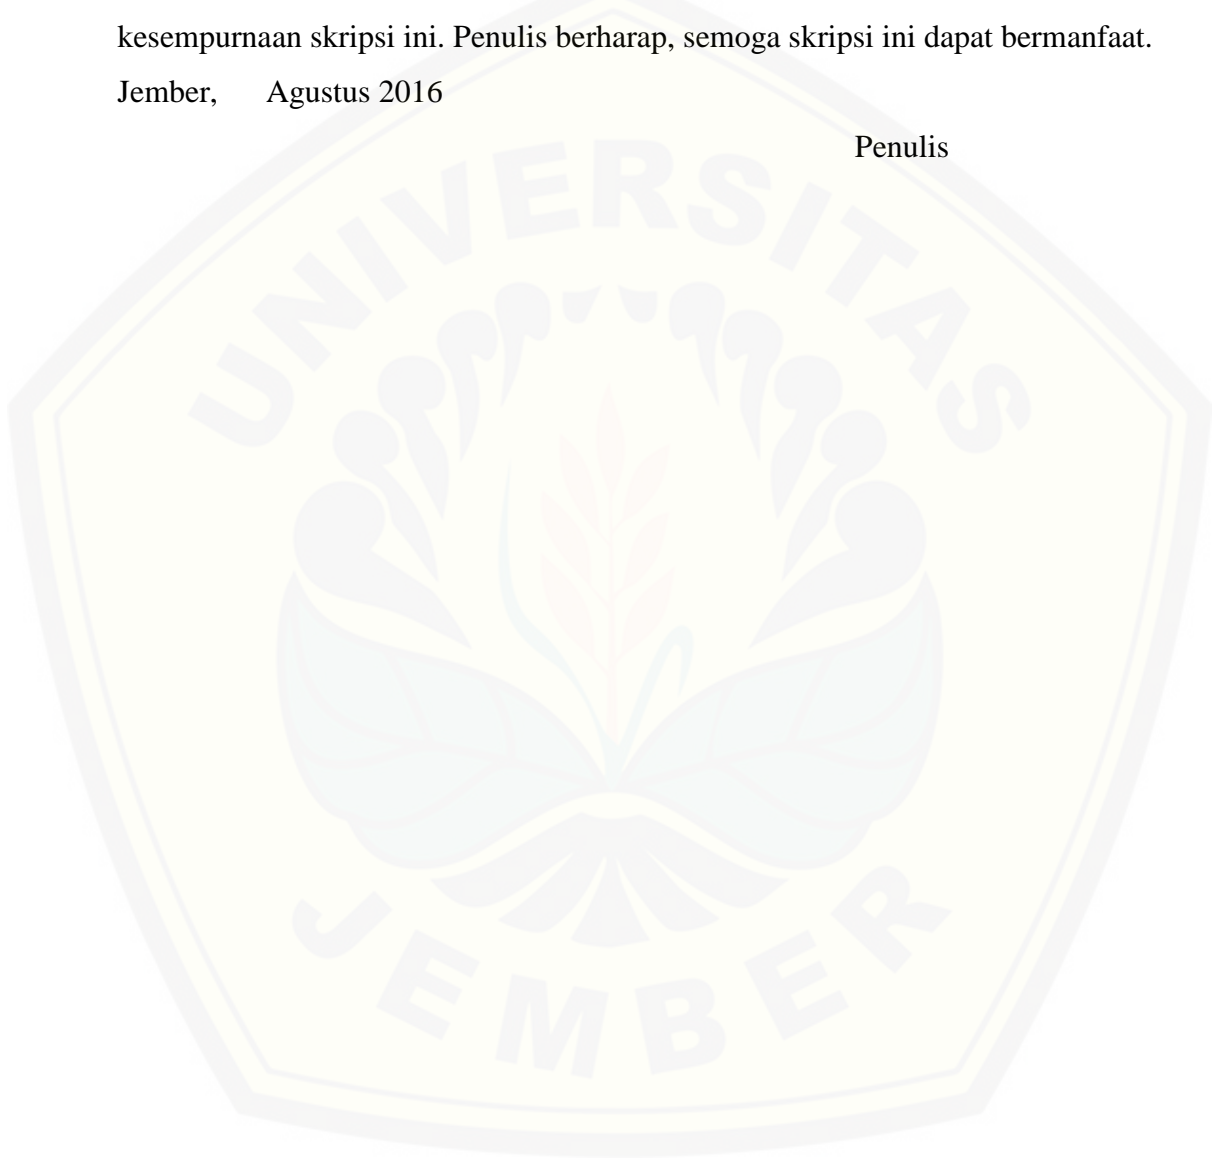 kesempurnaan skripsi ini. Penulis berharap, semoga skripsi ini dapat bermanfaat.
Jember, Agustus 2016
Penulis
UNIVERSITAS
JEMBER